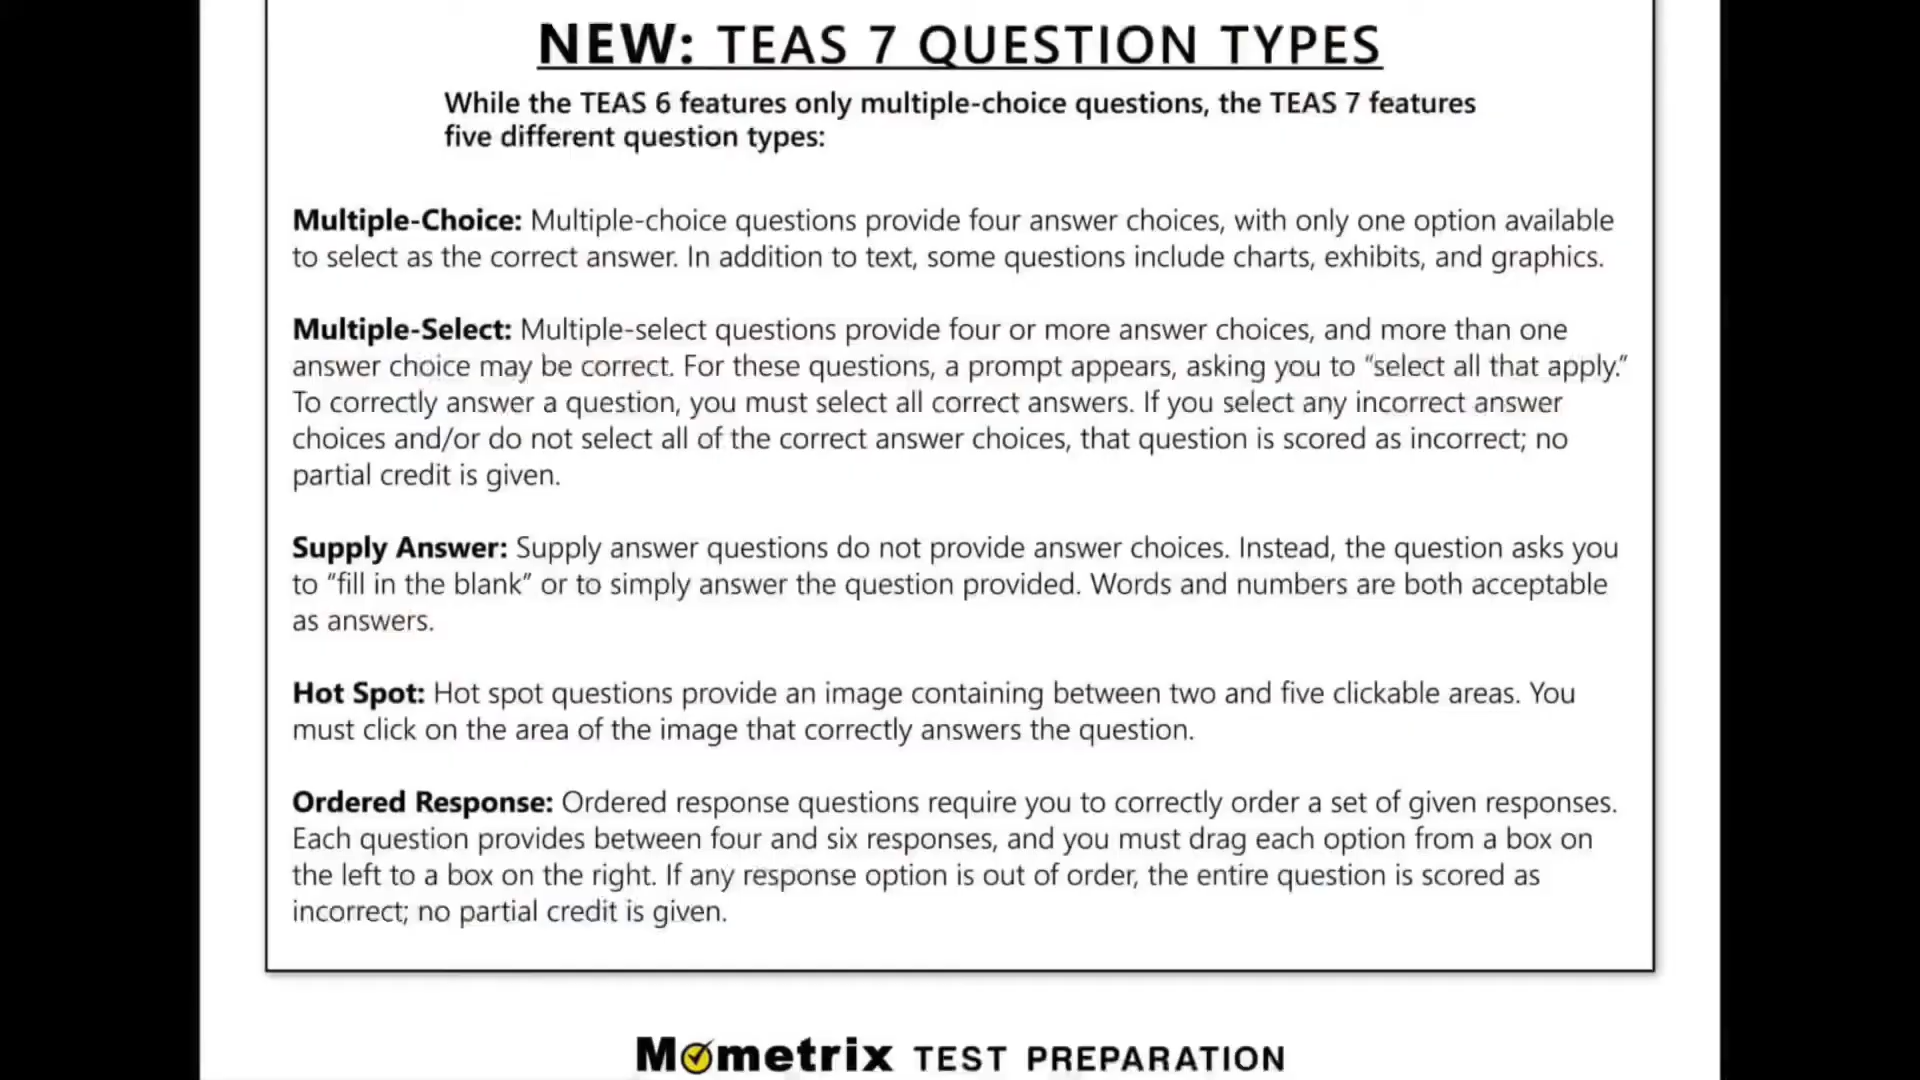 NEW: TEAS 7 QUESTION TYPES
While the TEAS 6 features only multiple-choice questions, the TEAS 7 features
five different question types:
Multiple-Choice: Multiple-choice questions provide four answer choices, with only one option available
to select as the correct answer. In addition to text, some questions include charts, exhibits, and graphics.
Multiple-Select: Multiple-select questions provide four or more answer choices, and more than one
answer choice may be correct. For these questions, a prompt appears, asking you to “select all that apply.”
To correctly answer a question, you must select all correct answers. If you select any incorrect answer
choices and/or do not select all of the correct answer choices, that question is scored as incorrect; no
partial credit is given.
Supply Answer: Supply answer questions do not provide answer choices. Instead, the question asks you
to “fill in the blank” or to simply answer the question provided. Words and numbers are both acceptable
as answers.
Hot Spot: Hot spot questions provide an image containing between two and five clickable areas. You
must click on the area of the image that correctly answers the question.
Ordered Response: Ordered response questions require you to correctly order a set of given responses.
Each question provides between four and six responses, and you must drag each option from a box on
the left to a box on the right. If any response option is out of order, the entire question is scored as
incorrect; no partial credit is given.
Mometrix TEST PREPARATION